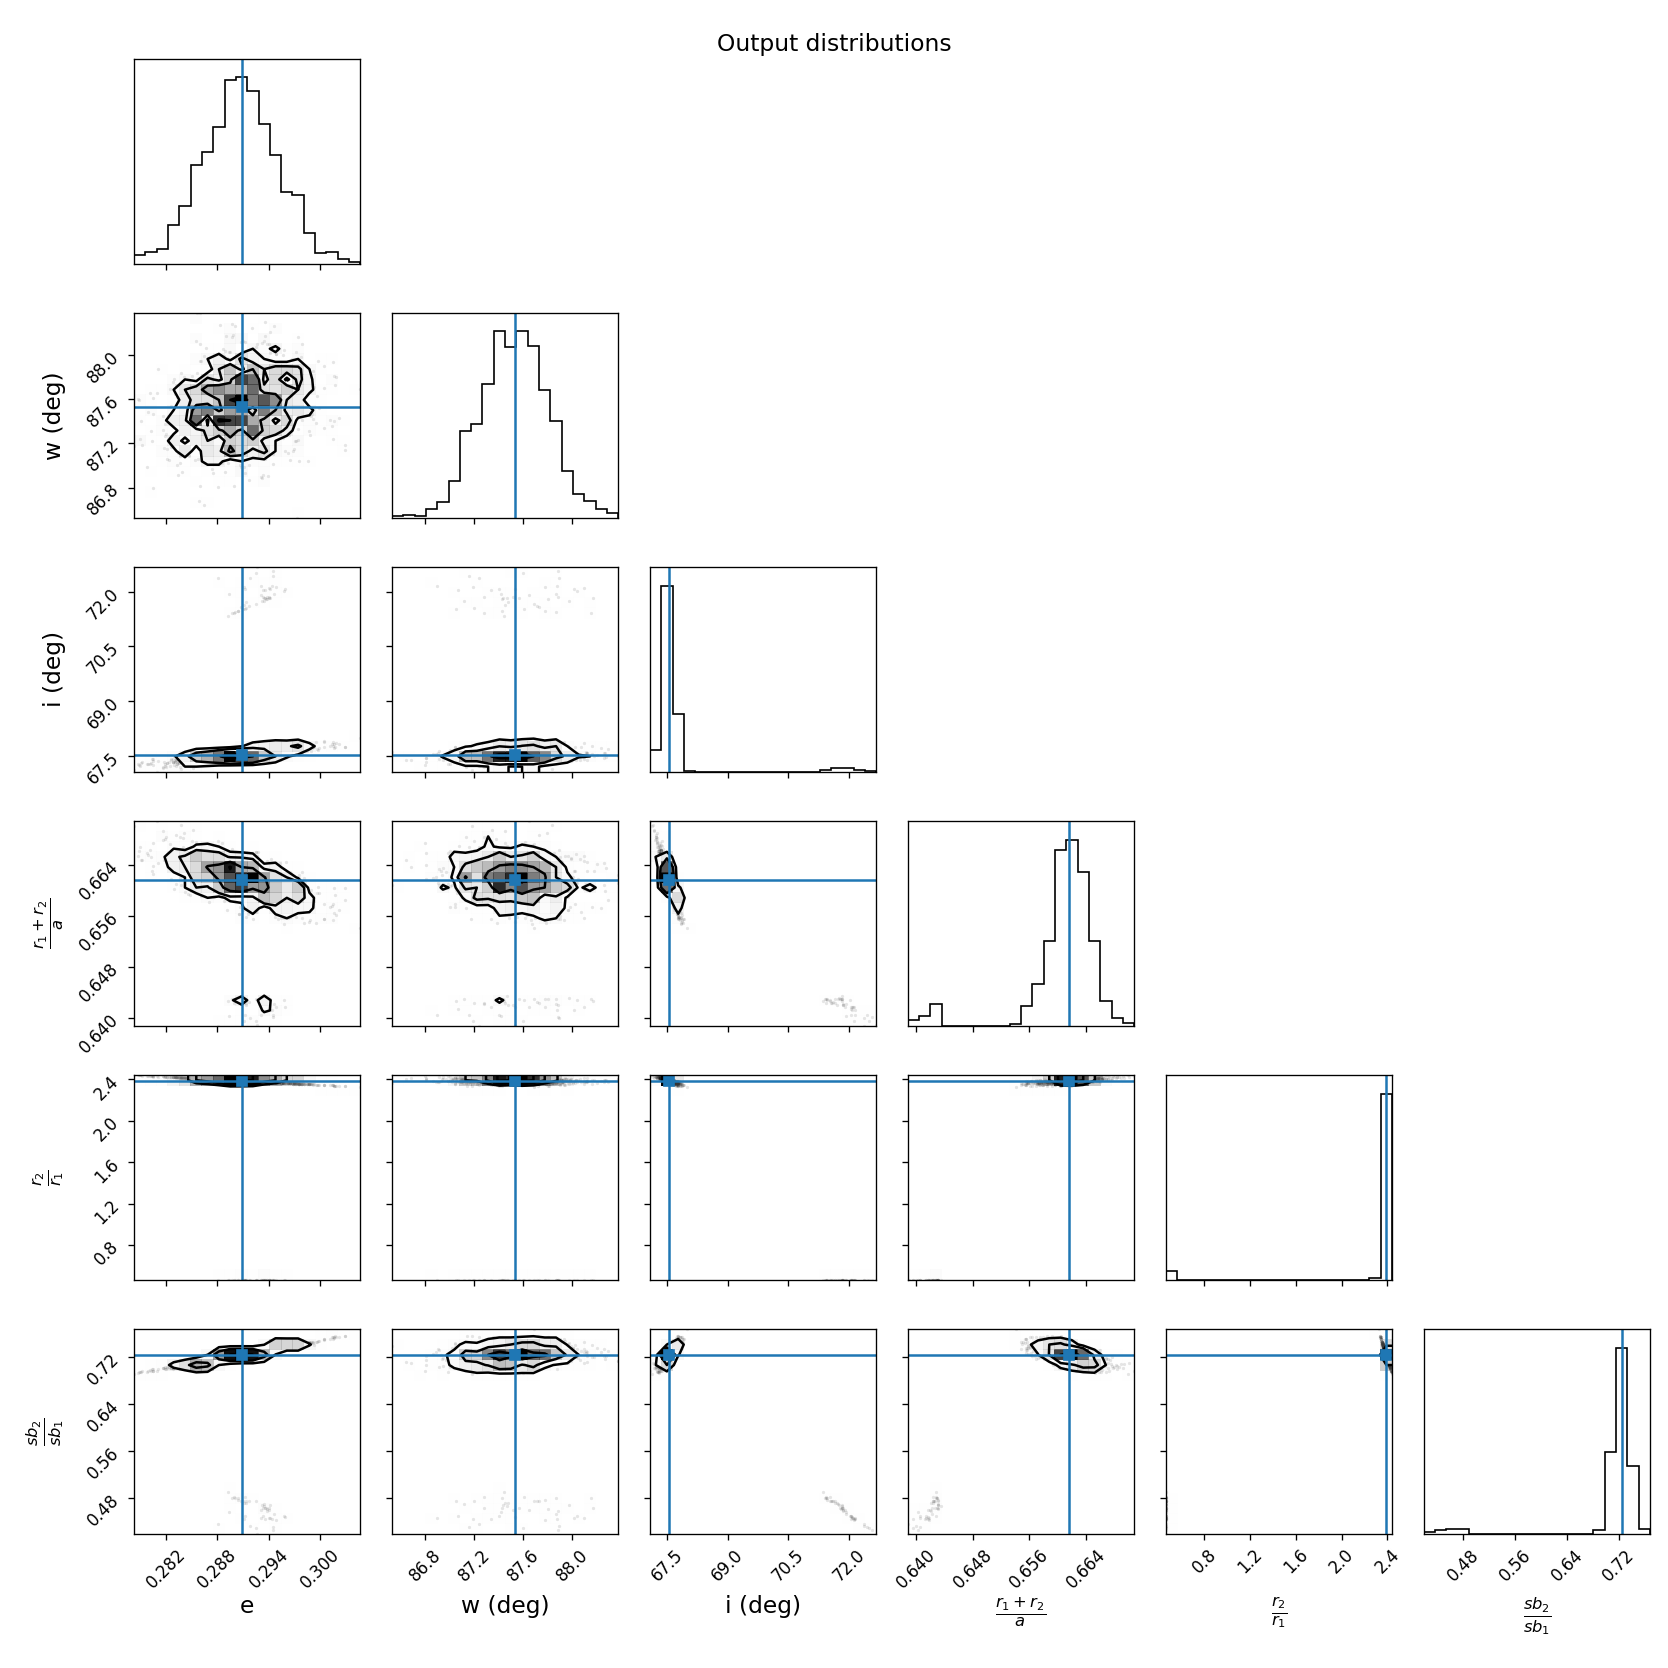 Output distributions
w (deg)
88.0
87.6
87.2
86.8
i (deg)
72.0
70.5
69.0
67.5
r₁ + r₂
a
0.664
0.656
0.648
0.640
r₂
r₁
2.4
2.0
1.6
1.2
0.8
sb₂
sb₁
0.72
0.64
0.56
0.48
0.282 0.288 0.294 0.300 86.8 87.2 87.6 88.0 67.5 69.0 70.5 72.0 0.640 0.648 0.656 0.664 0.8 1.2 1.6 2.0 2.4 0.48 0.56 0.64 0.72
e w (deg) i (deg)
r₁ + r₂ r₂ sb₂
a r₁ sb₁